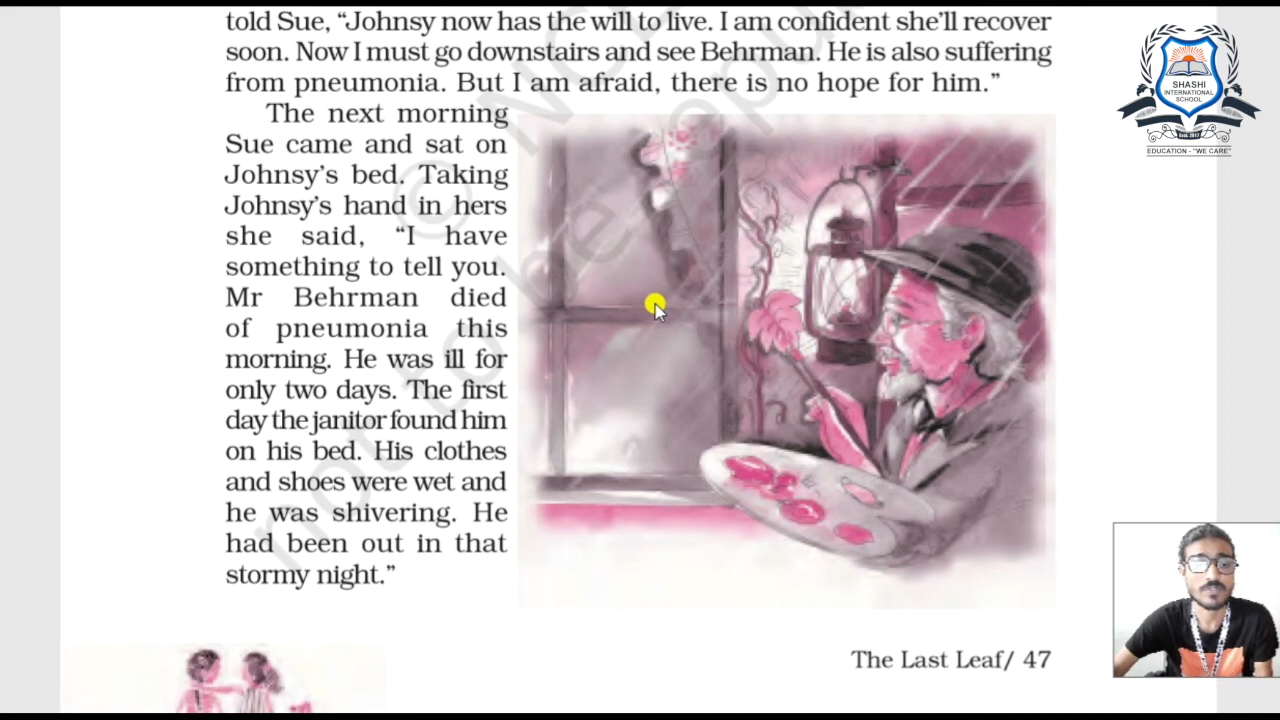 told Sue, “Johnsy now has the will to live. I am confident she’ll recover
soon. Now I must go downstairs and see Behrman. He is also suffering
from pneumonia. But I am afraid, there is no hope for him.”
The next morning
Sue came and sat on
Johnsy’s bed. Taking
Johnsy’s hand in hers
she said, “I have
something to tell you.
Mr Behrman died
of pneumonia this
morning. He was ill for
only two days. The first
day the janitor found him
on his bed. His clothes
and shoes were wet and
he was shivering. He
had been out in that
stormy night.”
The Last Leaf/ 47
SHASHI
INTERNATIONAL
SCHOOL
Estd. 2017
EDUCATION - "WE CARE"